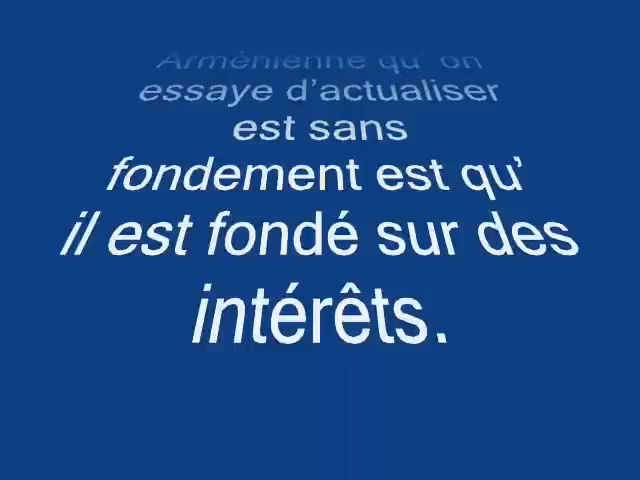 Arménienne qu' on
essaye d'actualiser
est sans
fondement est qu'
il est fondé sur des
intérêts.